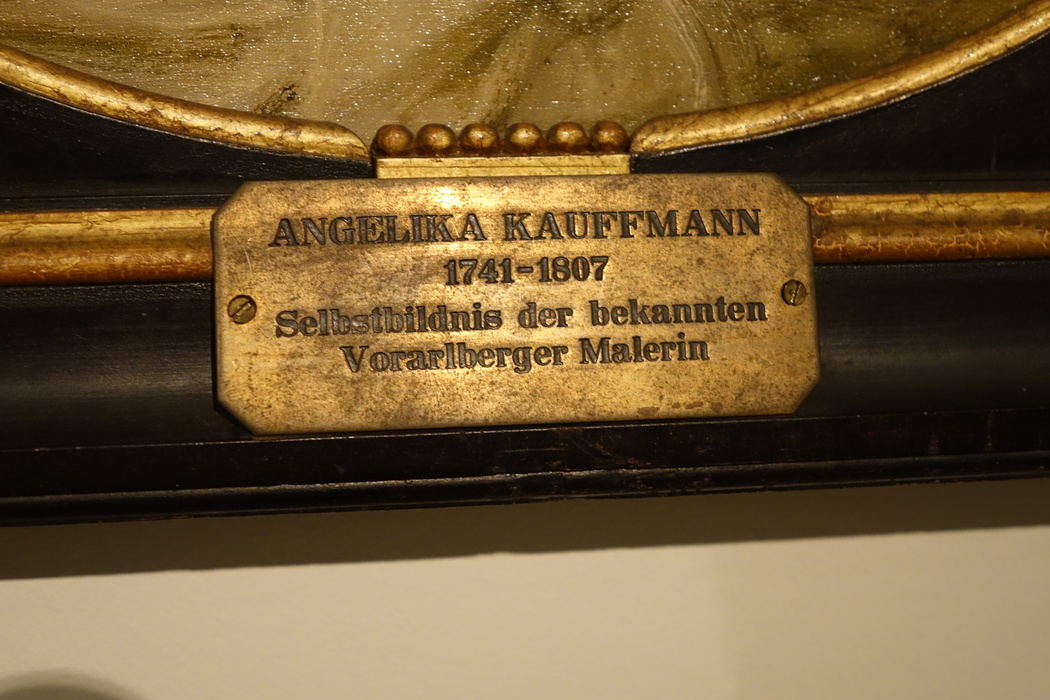 ANGELIKA KAUFFMANN
1741-1807
Selbstbildnis der bekannten
Vorarlberger Malerin